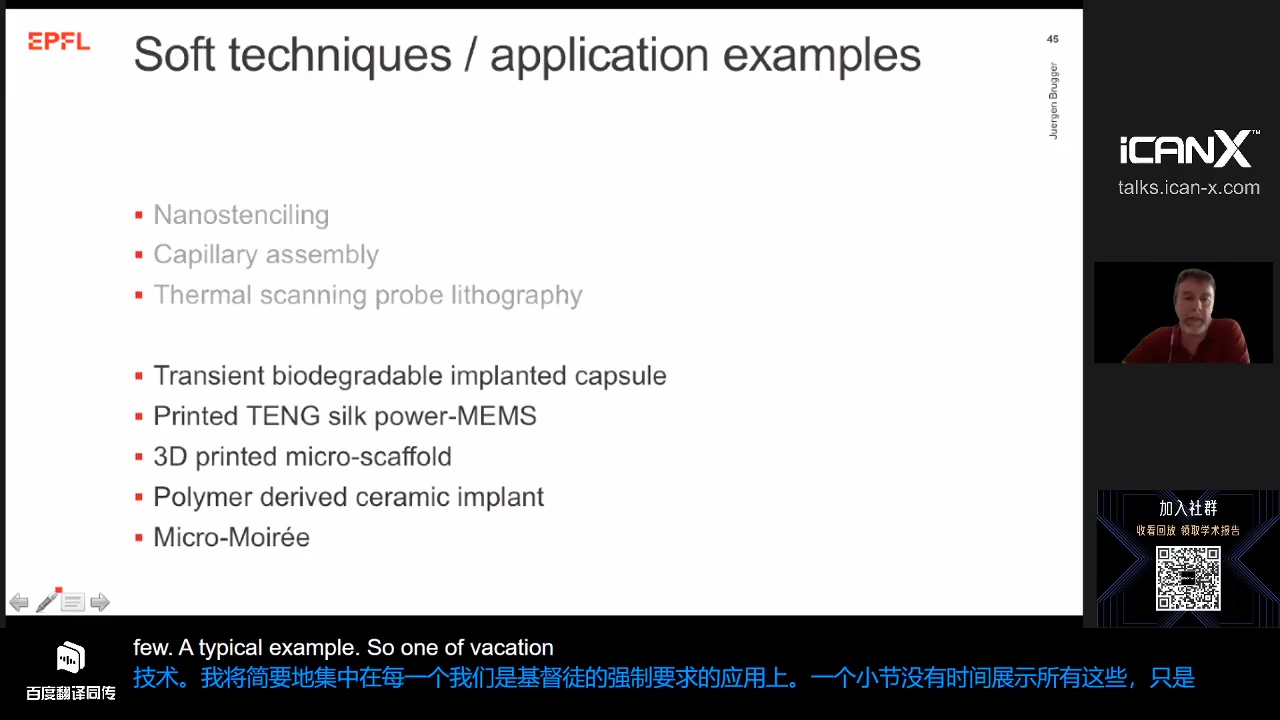 EPFL
Soft techniques / application examples
45
Juergen Brugger
Nanostenciling
Capillary assembly
Thermal scanning probe lithography
Transient biodegradable implanted capsule
Printed TENG silk power-MEMS
3D printed micro-scaffold
Polymer derived ceramic implant
Micro-Moirée
iCANX™
talks.ican-x.com
加入社群
收看回放 领取学术报告
few. A typical example. So one of vacation
技术。我将简要地集中在每一个我们是基督徒的强制要求的应用上。一个小节没有时间展示所有这些，只是
百度翻译同传